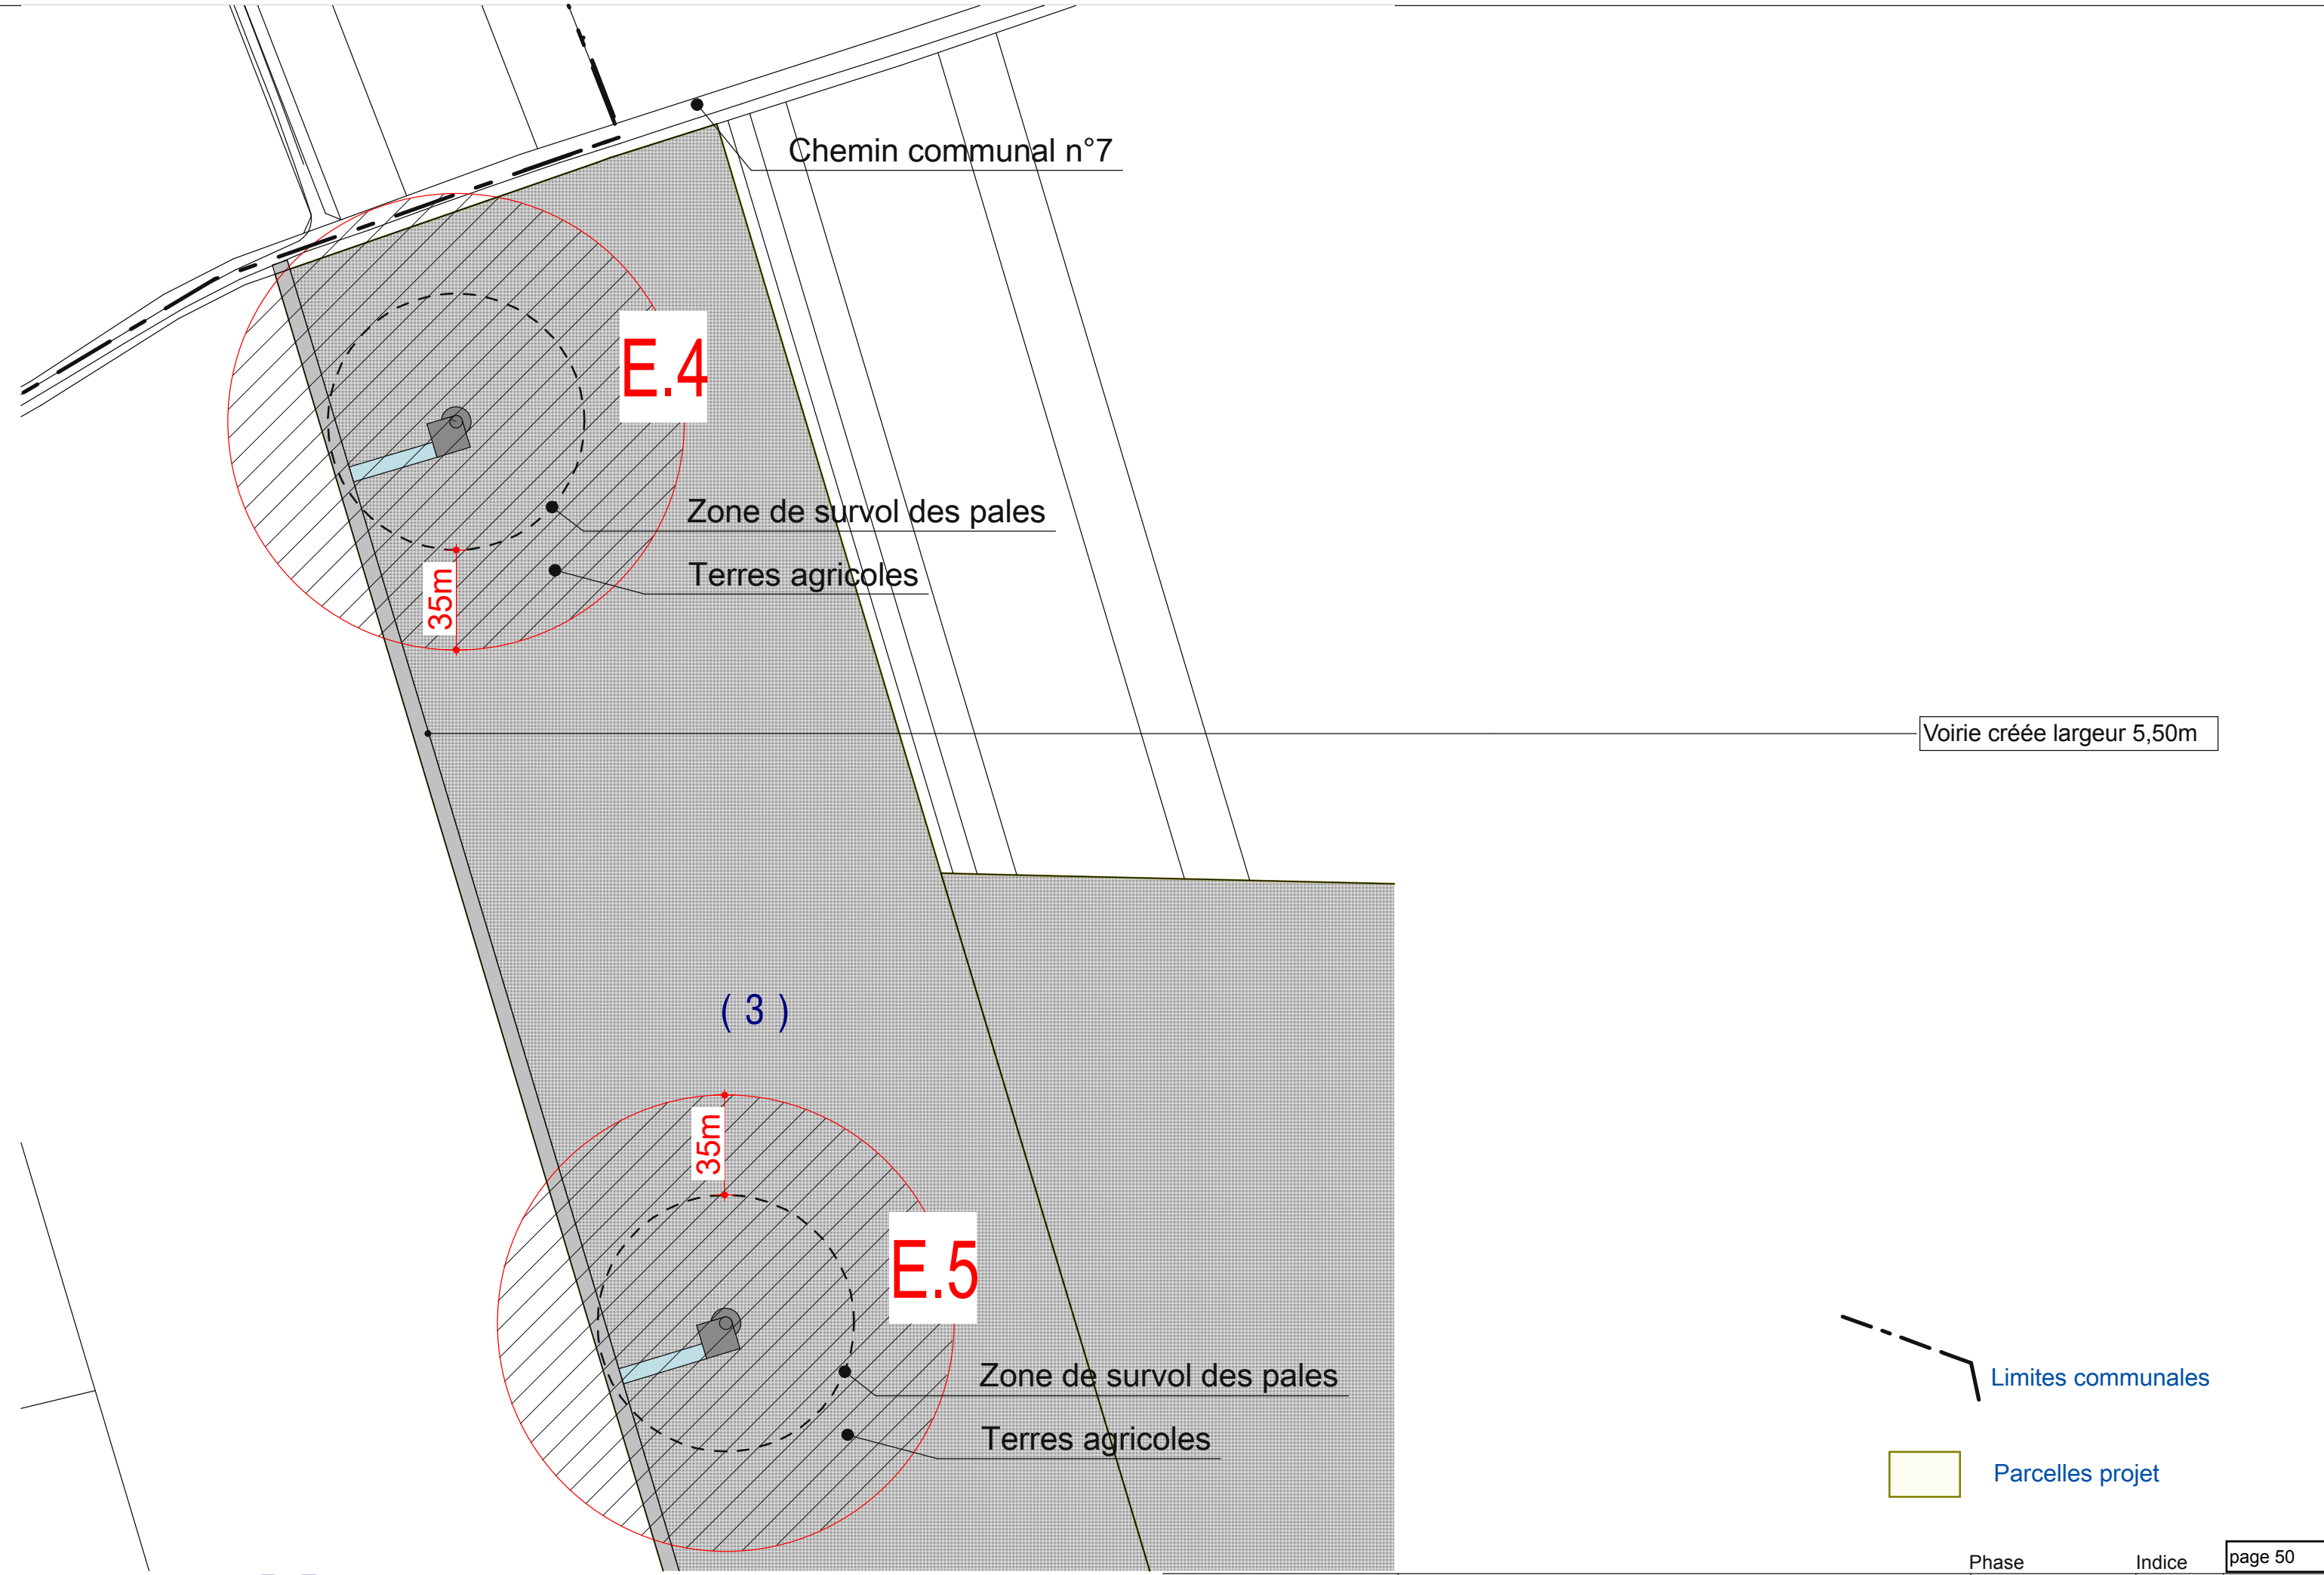 Chemin communal n°7
E.4
Zone de survol des pales
Terres agricoles
35m
Voirie créée largeur 5,50m
( 3 )
35m
E.5
Zone de survol des pales
Terres agricoles
Limites communales
Parcelles projet
Phase
Indice
page 50